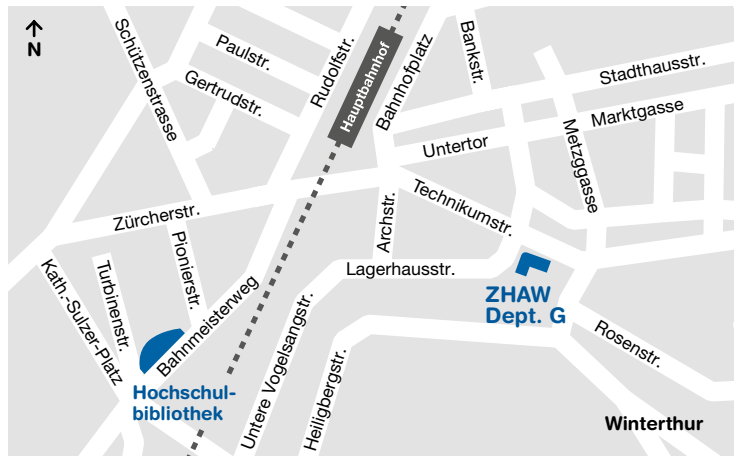 N
Schützenstrasse
Paulstr.
Gertrudstr.
Rudolfstr.
Hauptbahnhof
Bahnhofplatz
Bankstr.
Stadthausstr.
Marktgasse
Metzggasse
Untertor
Technikumstr.
Zürcherstr.
Pionierstr.
Archstr.
Lagerhausstr.
Kath.-Sulzer-Platz
Turbinenstr.
Bahnmeisterweg
ZHAW
Dept. G
Untere Vogelsangstr.
Heiligbergstr.
Rosenstr.
Hochschul-
bibliothek
Winterthur